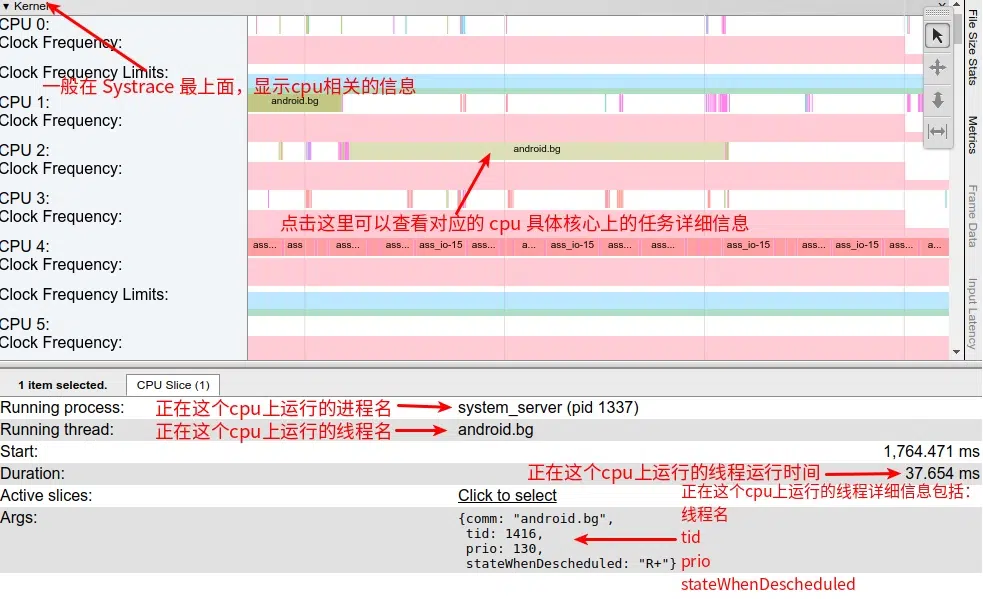 ▼ Kernel
CPU 0:
Clock Frequency:
Clock Frequency Limits:
一般在 Systrace 最上面，显示cpu相关的信息
CPU 1:
android.bg
Clock Frequency:
CPU 2:
android.bg
Clock Frequency:
CPU 3:
Clock Frequency:
点击这里可以查看对应的 cpu 具体核心上的任务详细信息
CPU 4:
ass... ass ass... ass... ass_io-15 ass... a... ass_io-15 ass... ass... ass_io-15 ass... ass_io-15 ass... a...
Clock Frequency:
Clock Frequency Limits:
CPU 5:
Clock Frequency:
File Size Stats
Metrics
Frame Data
Input Latency
1 item selected. CPU Slice (1)
Running process: 正在这个cpu上运行的进程名 system_server (pid 1337)
Running thread: 正在这个cpu上运行的线程名 android.bg
Start: 1,764.471 ms
Duration: 正在这个cpu上运行的线程运行时间 37.654 ms
Active slices: Click to select
正在这个cpu上运行的线程详细信息包括：
线程名
tid
prio
stateWhenDescheduled
Args: {comm: "android.bg",
tid: 1416,
prio: 130,
stateWhenDescheduled: "R+"}